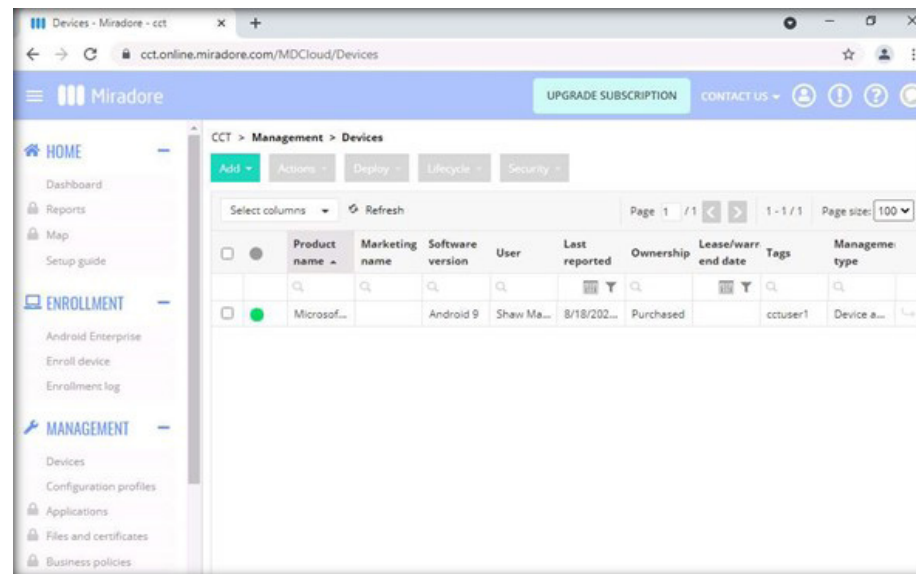 Devices - Miradore - cct
cct.online.miradore.com/MDCloud/Devices
Miradore
UPGRADE SUBSCRIPTION
CONTACT US
HOME
Dashboard
Reports
Map
Setup guide
ENROLLMENT
Android Enterprise
Enroll device
Enrollment log
MANAGEMENT
Devices
Configuration profiles
Applications
Files and certificates
Business policies
CCT > Management > Devices
Add Actions Deploy Lifecycle Security
Select columns Refresh Page 1 / 1 1 - 1 / 1 Page size: 100
Product name Marketing name Software version User Last reported Ownership Lease/warr end date Tags Manageme type
Microsof... Android 9 Shaw Ma... 8/18/202... Purchased cctuser1 Device a...